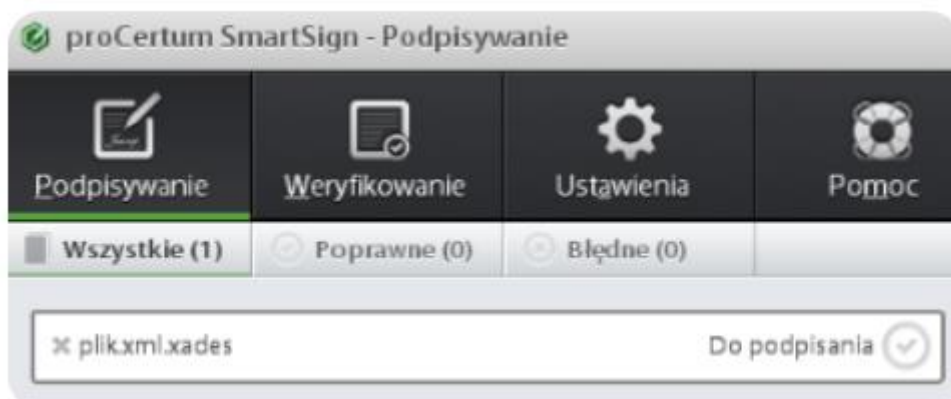 proCertum SmartSign - Podpisywanie
Podpisywanie Weryfikowanie Ustawienia Pomoc
Wszystkie (1) Poprawne (0) Błędne (0)
plik.xml.xades Do podpisania